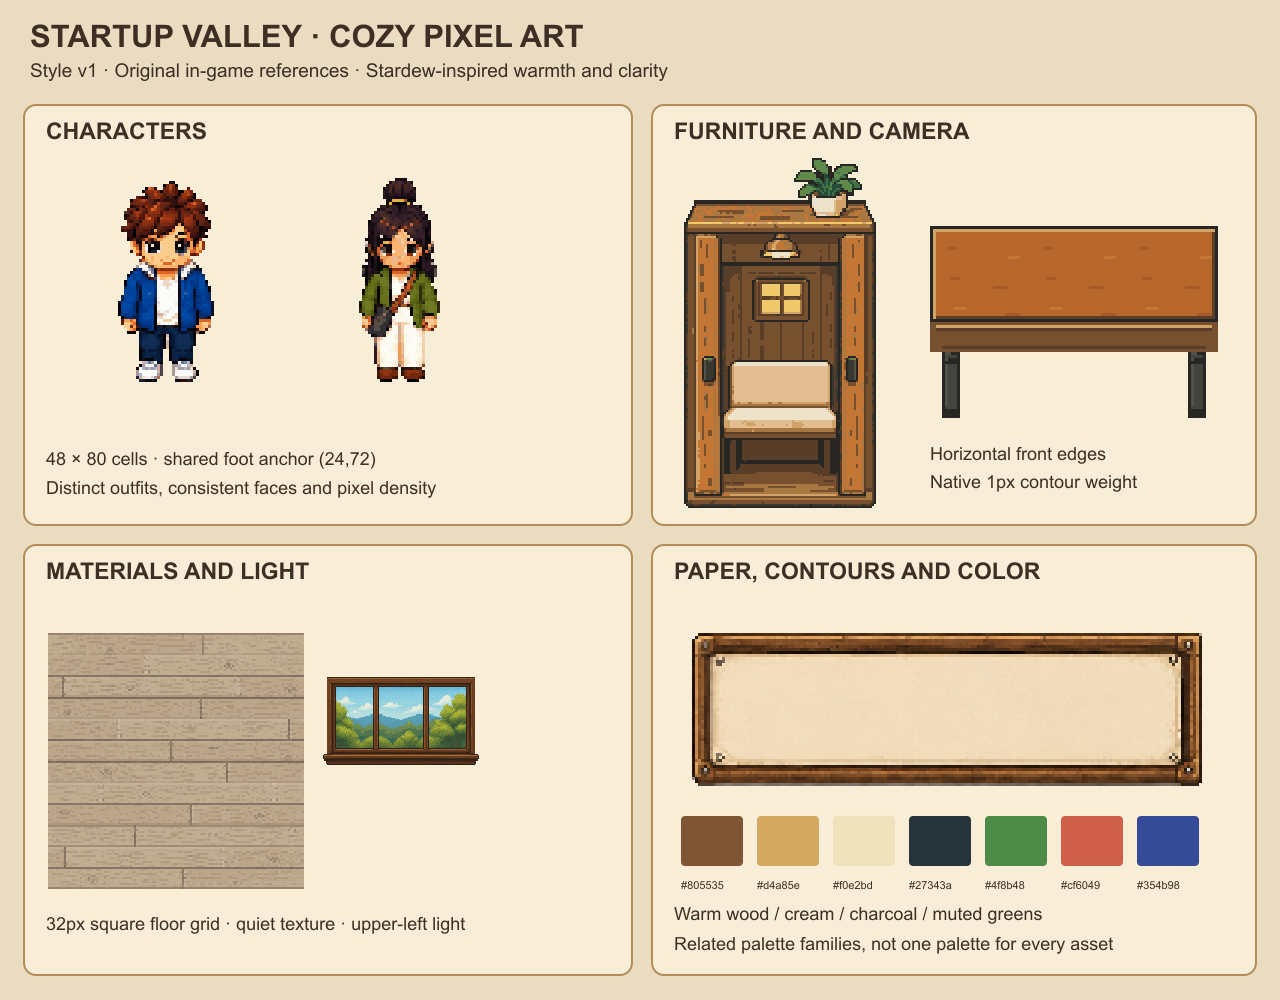 STARTUP VALLEY · COZY PIXEL ART
Style v1 · Original in-game references · Stardew-inspired warmth and clarity
CHARACTERS
48 × 80 cells · shared foot anchor (24,72)
Distinct outfits, consistent faces and pixel density
FURNITURE AND CAMERA
Horizontal front edges
Native 1px contour weight
MATERIALS AND LIGHT
32px square floor grid · quiet texture · upper-left light
PAPER, CONTOURS AND COLOR
#805535 #d4a85e #f0e2bd #27343a #4f8b48 #cf6049 #354b98
Warm wood / cream / charcoal / muted greens
Related palette families, not one palette for every asset